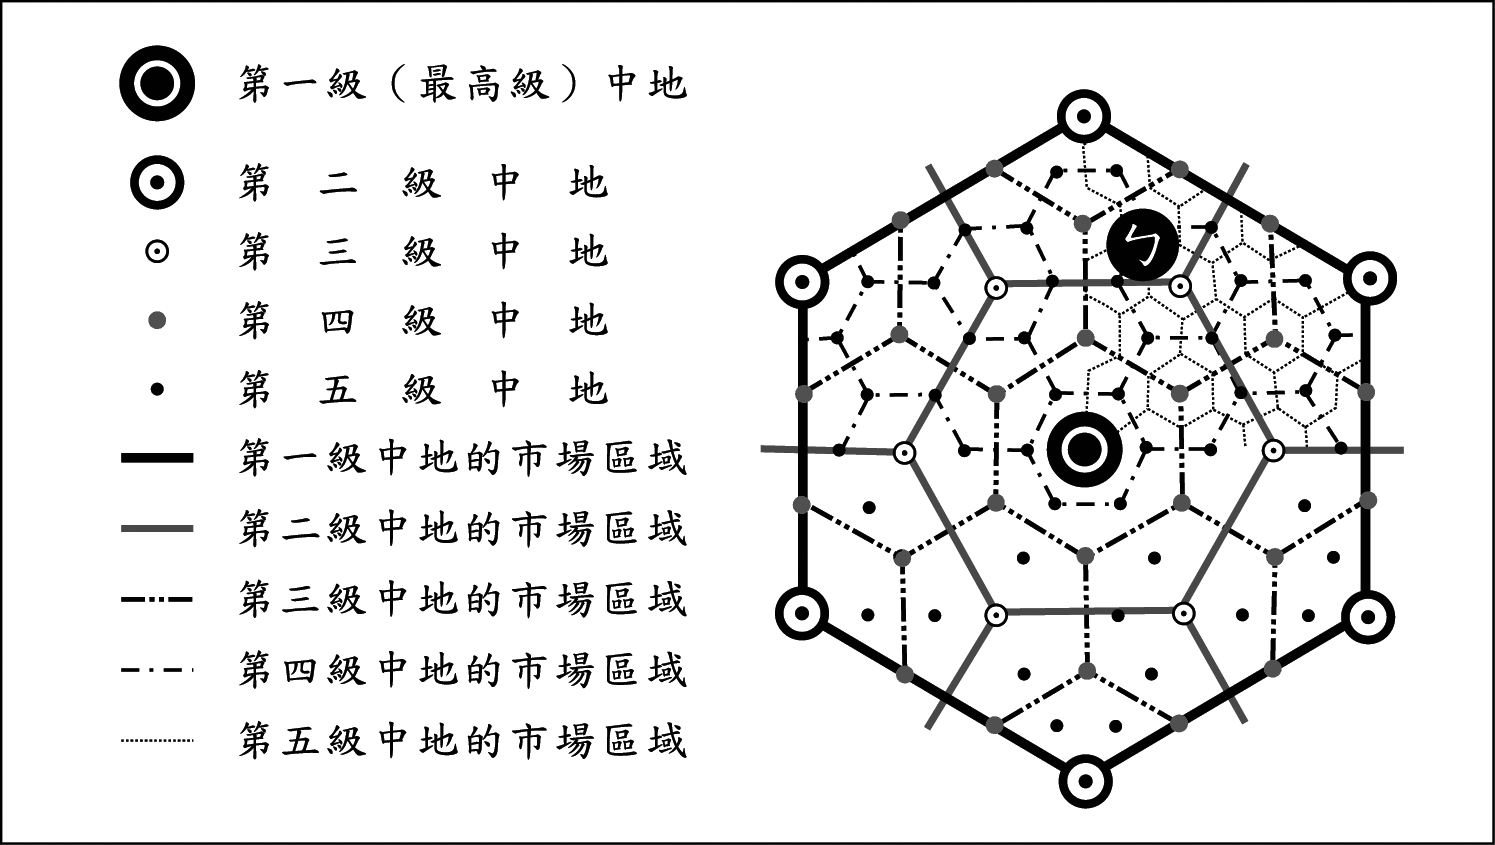 第一級（最高級）中地
第二級中地
第三級中地
第四級中地
第五級中地
第一級中地的市場區域
第二級中地的市場區域
第三級中地的市場區域
第四級中地的市場區域
第五級中地的市場區域
ㄅ